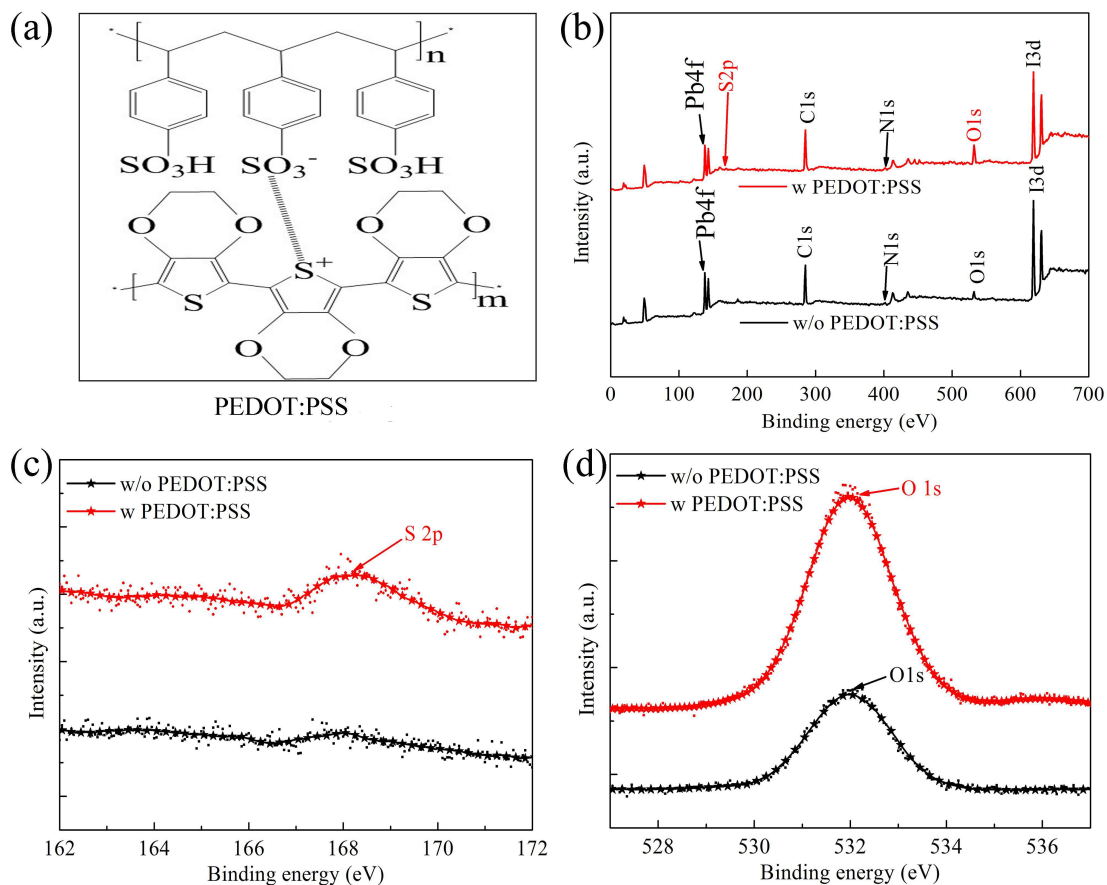 (a)
[ ]n
SO3H SO3- SO3H
O O O O
[ S S+ S ]m
O O
PEDOT:PSS
(b)
Pb4f
S2p
C1s
N1s
O1s
I3d
w PEDOT:PSS
Pb4f
C1s
N1s
O1s
I3d
w/o PEDOT:PSS
Intensity (a.u.)
0 100 200 300 400 500 600 700
Binding energy (eV)
(c)
w/o PEDOT:PSS
w PEDOT:PSS
S 2p
Intensity (a.u.)
162 164 166 168 170 172
Binding energy (eV)
(d)
w/o PEDOT:PSS
w PEDOT:PSS
O 1s
O1s
Intensity (a.u.)
528 530 532 534 536
Binding energy (eV)